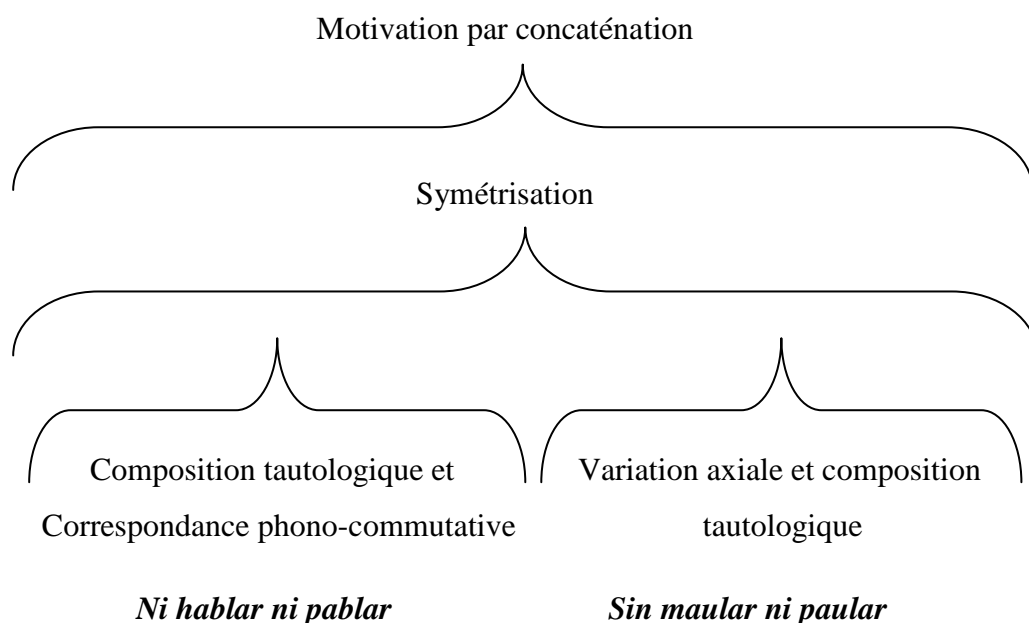 Motivation par concaténation
Symétrisation
Composition tautologique et
Correspondance phono-commutative
Variation axiale et composition
tautologique
Ni hablar ni pablar
Sin maular ni paular